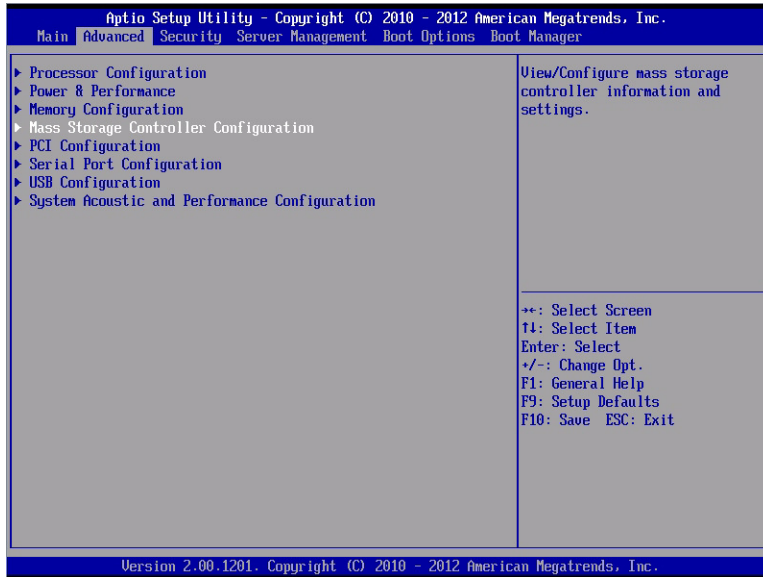 Aptio Setup Utility - Copyright (C) 2010 - 2012 American Megatrends, Inc.
Main Advanced Security Server Management Boot Options Boot Manager
▶ Processor Configuration
▶ Power & Performance
▶ Memory Configuration
▶ Mass Storage Controller Configuration
▶ PCI Configuration
▶ Serial Port Configuration
▶ USB Configuration
▶ System Acoustic and Performance Configuration
View/Configure mass storage
controller information and
settings.
→←: Select Screen
↑↓: Select Item
Enter: Select
+/-: Change Opt.
F1: General Help
F9: Setup Defaults
F10: Save ESC: Exit
Version 2.00.1201. Copyright (C) 2010 - 2012 American Megatrends, Inc.